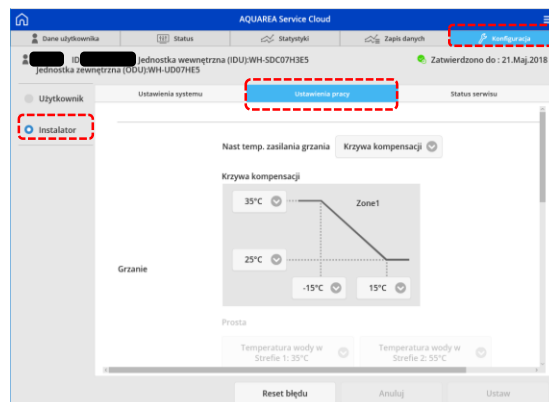 AQUAREA Service Cloud
Dane użytkownika
Status
Statystyki
Zapis danych
Konfiguracja
ID Jednostka wewnętrzna (IDU):WH-SDC07H3E5
Jednostka zewnętrzna (ODU):WH-UD07HE5
Zatwierdzono do : 21.Maj.2018
Użytkownik
Instalator
Ustawienia systemu
Ustawienia pracy
Status serwisu
Nast temp. zasilania grzania
Krzywa kompensacji
Krzywa kompensacji
35°C
Zone1
25°C
-15°C
15°C
Grzanie
Prosta
Temperatura wody w
Strefie 1: 35°C
Temperatura wody w
Strefie 2: 55°C
Reset błędu
Anuluj
Ustaw